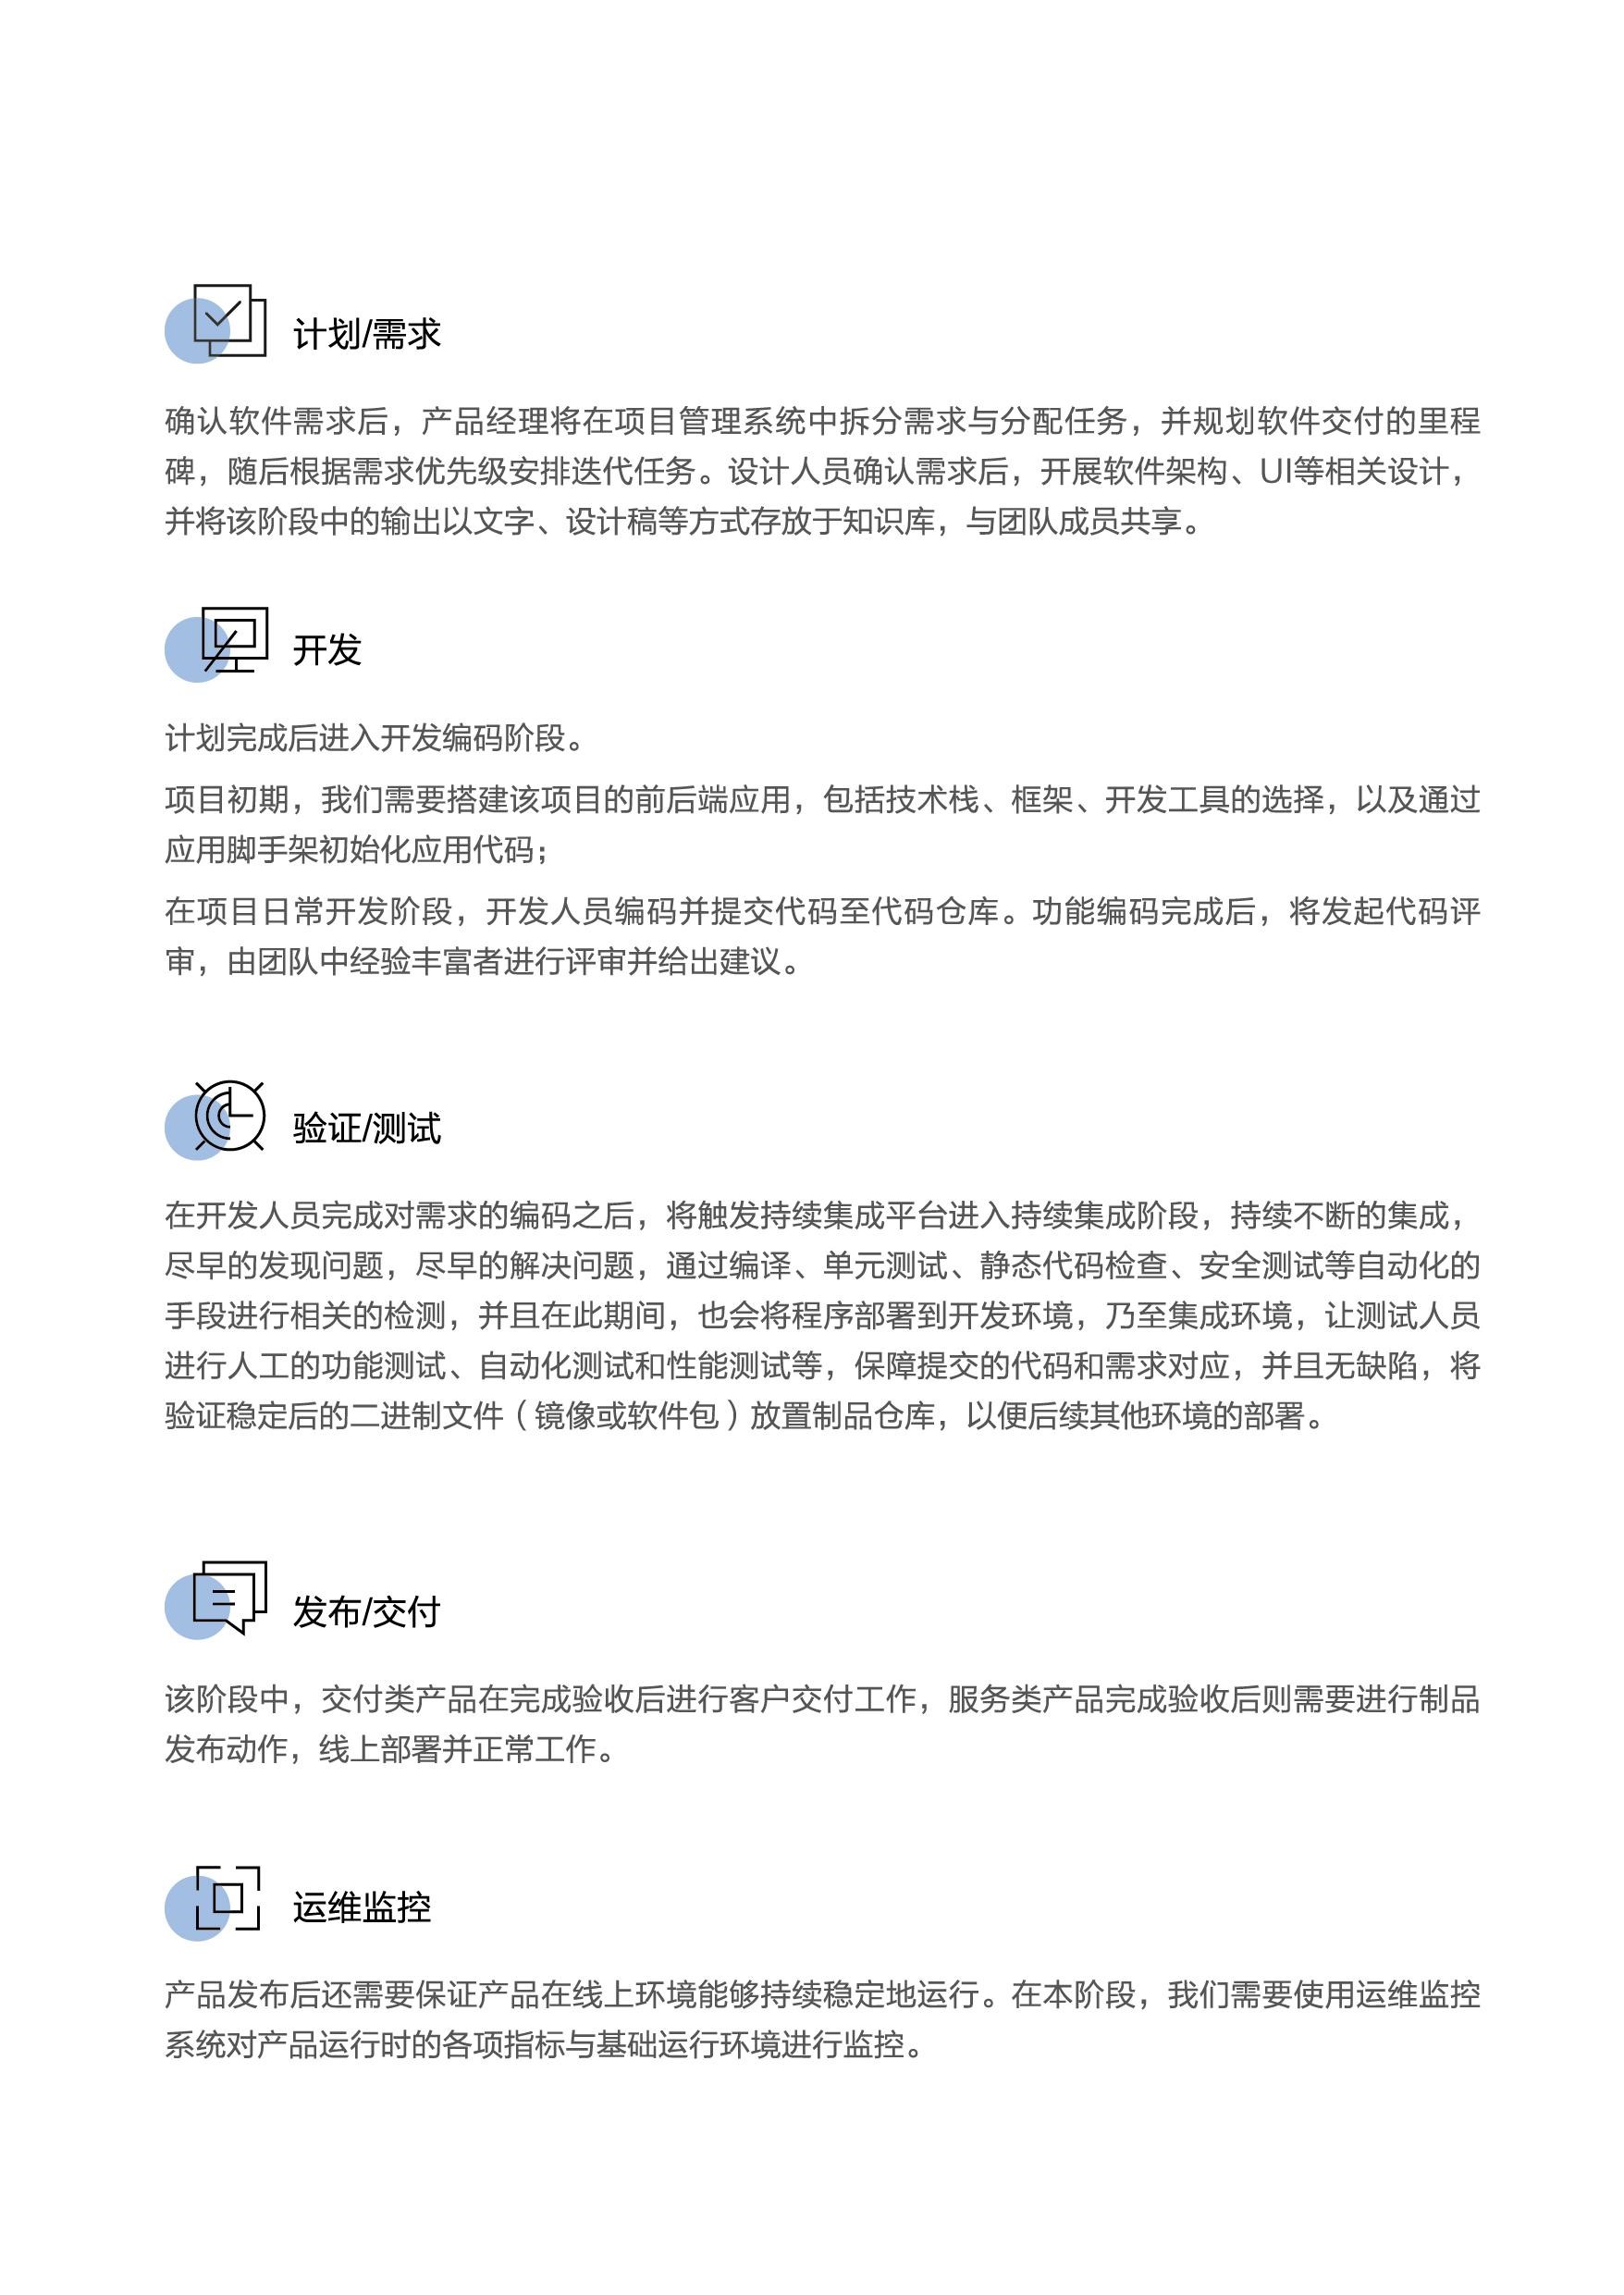 计划/需求
确认软件需求后，产品经理将在项目管理系统中拆分需求与分配任务，并规划软件交付的里程
碑，随后根据需求优先级安排迭代任务。设计人员确认需求后，开展软件架构、UI等相关设计，
并将该阶段中的输出以文字、设计稿等方式存放于知识库，与团队成员共享。
开发
计划完成后进入开发编码阶段。
项目初期，我们需要搭建该项目的前后端应用，包括技术栈、框架、开发工具的选择，以及通过
应用脚手架初始化应用代码；
在项目日常开发阶段，开发人员编码并提交代码至代码仓库。功能编码完成后，将发起代码评
审，由团队中经验丰富者进行评审并给出建议。
验证/测试
在开发人员完成对需求的编码之后，将触发持续集成平台进入持续集成阶段，持续不断的集成，
尽早的发现问题，尽早的解决问题，通过编译、单元测试、静态代码检查、安全测试等自动化的
手段进行相关的检测，并且在此期间，也会将程序部署到开发环境，乃至集成环境，让测试人员
进行人工的功能测试、自动化测试和性能测试等，保障提交的代码和需求对应，并且无缺陷，将
验证稳定后的二进制文件（镜像或软件包）放置制品仓库，以便后续其他环境的部署。
发布/交付
该阶段中，交付类产品在完成验收后进行客户交付工作，服务类产品完成验收后则需要进行制品
发布动作，线上部署并正常工作。
运维监控
产品发布后还需要保证产品在线上环境能够持续稳定地运行。在本阶段，我们需要使用运维监控
系统对产品运行时的各项指标与基础运行环境进行监控。